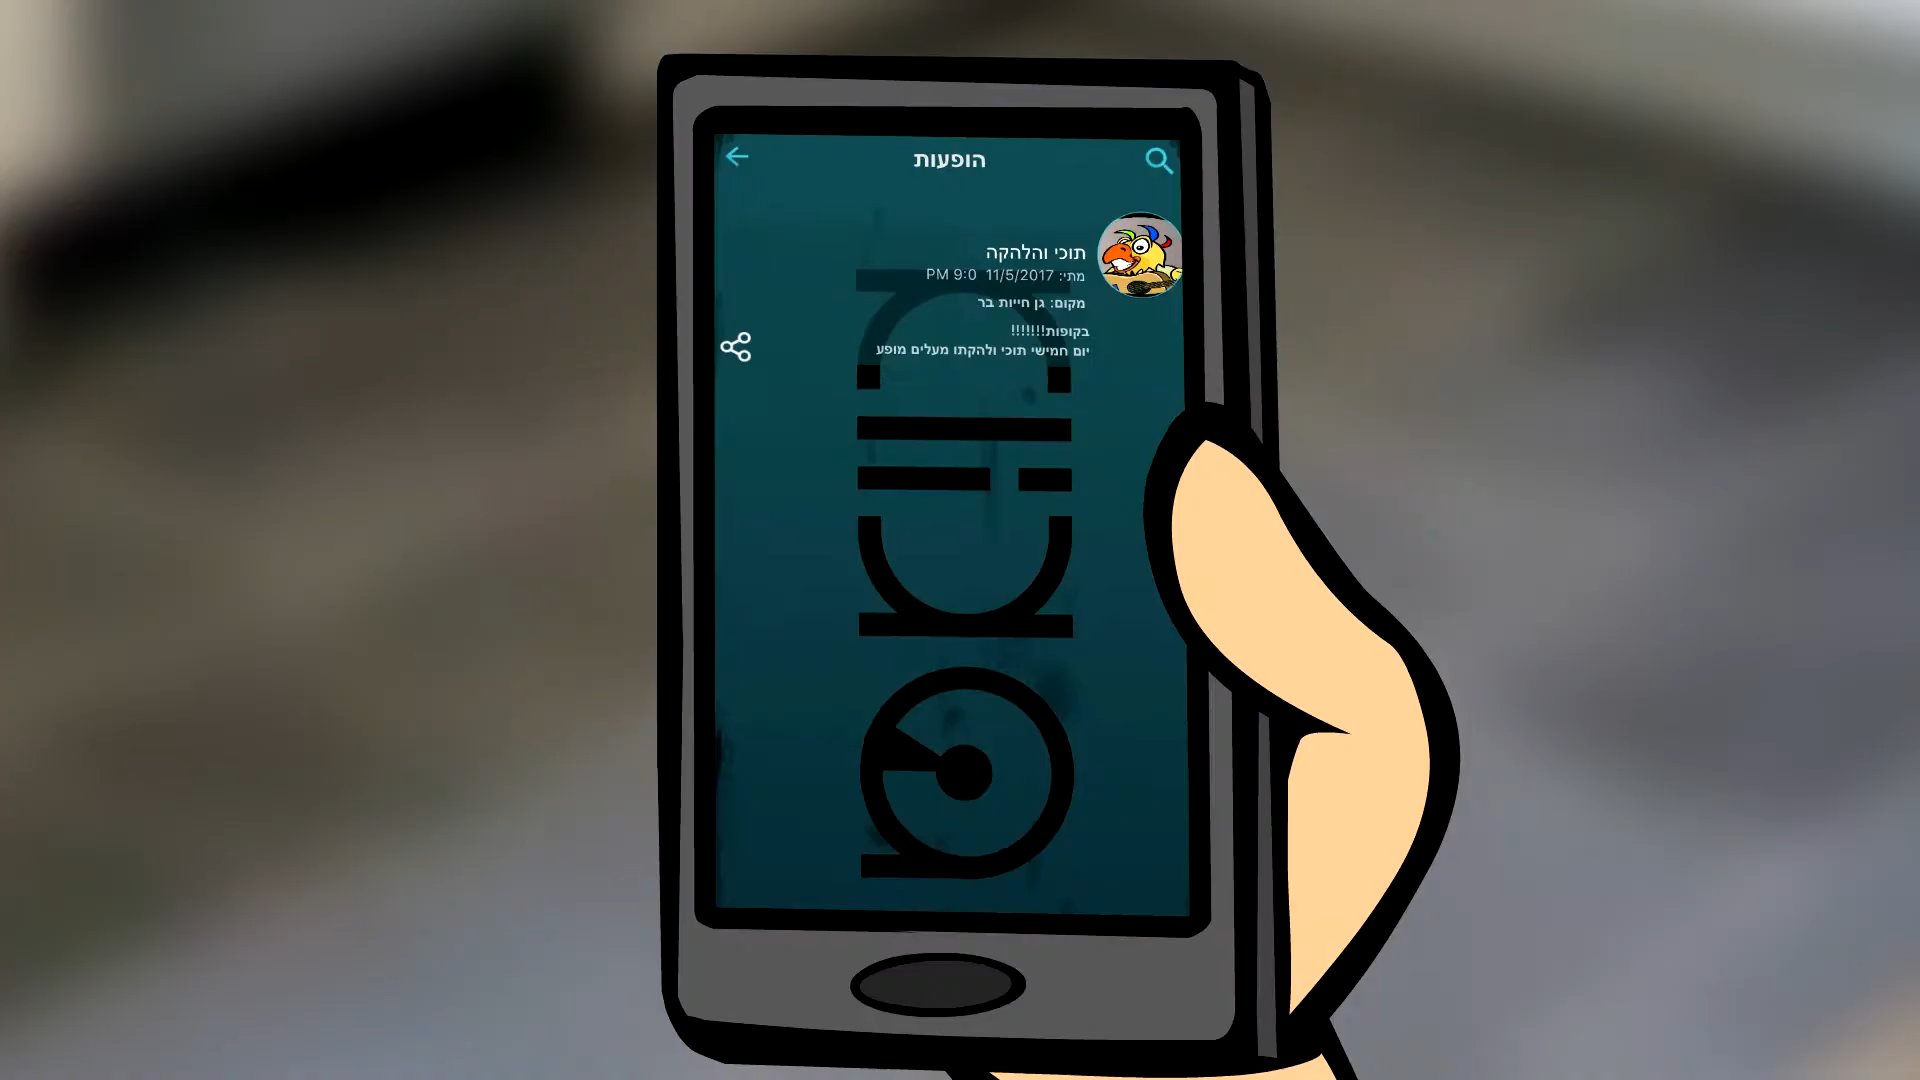 הופעות
תוכי והלהקה
מתי: 11/5/2017 9:0 PM
מקום: גן חייות בר
בקופות!!!!!!!
יום חמישי תוכי ולהקתו מעלים מופע